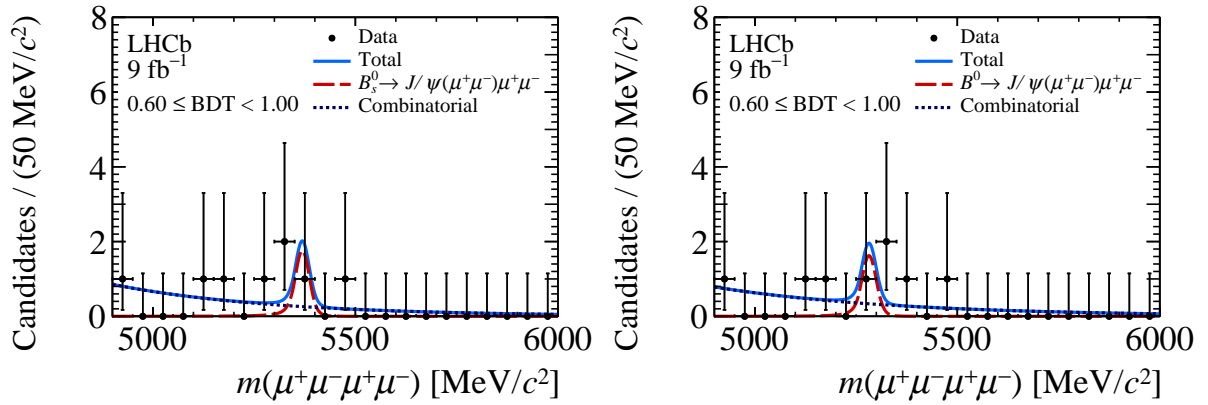 Candidates / (50 MeV/c²)
8
6
4
2
0
LHCb
9 fb⁻¹
0.60 ≤ BDT < 1.00
Data
Total
B⁰ₛ→ J/ψ(μ⁺μ⁻)μ⁺μ⁻
Combinatorial
5000 5500 6000
m(μ⁺μ⁻μ⁺μ⁻) [MeV/c²]
Candidates / (50 MeV/c²)
8
6
4
2
0
LHCb
9 fb⁻¹
0.60 ≤ BDT < 1.00
Data
Total
B⁰→ J/ψ(μ⁺μ⁻)μ⁺μ⁻
Combinatorial
5000 5500 6000
m(μ⁺μ⁻μ⁺μ⁻) [MeV/c²]